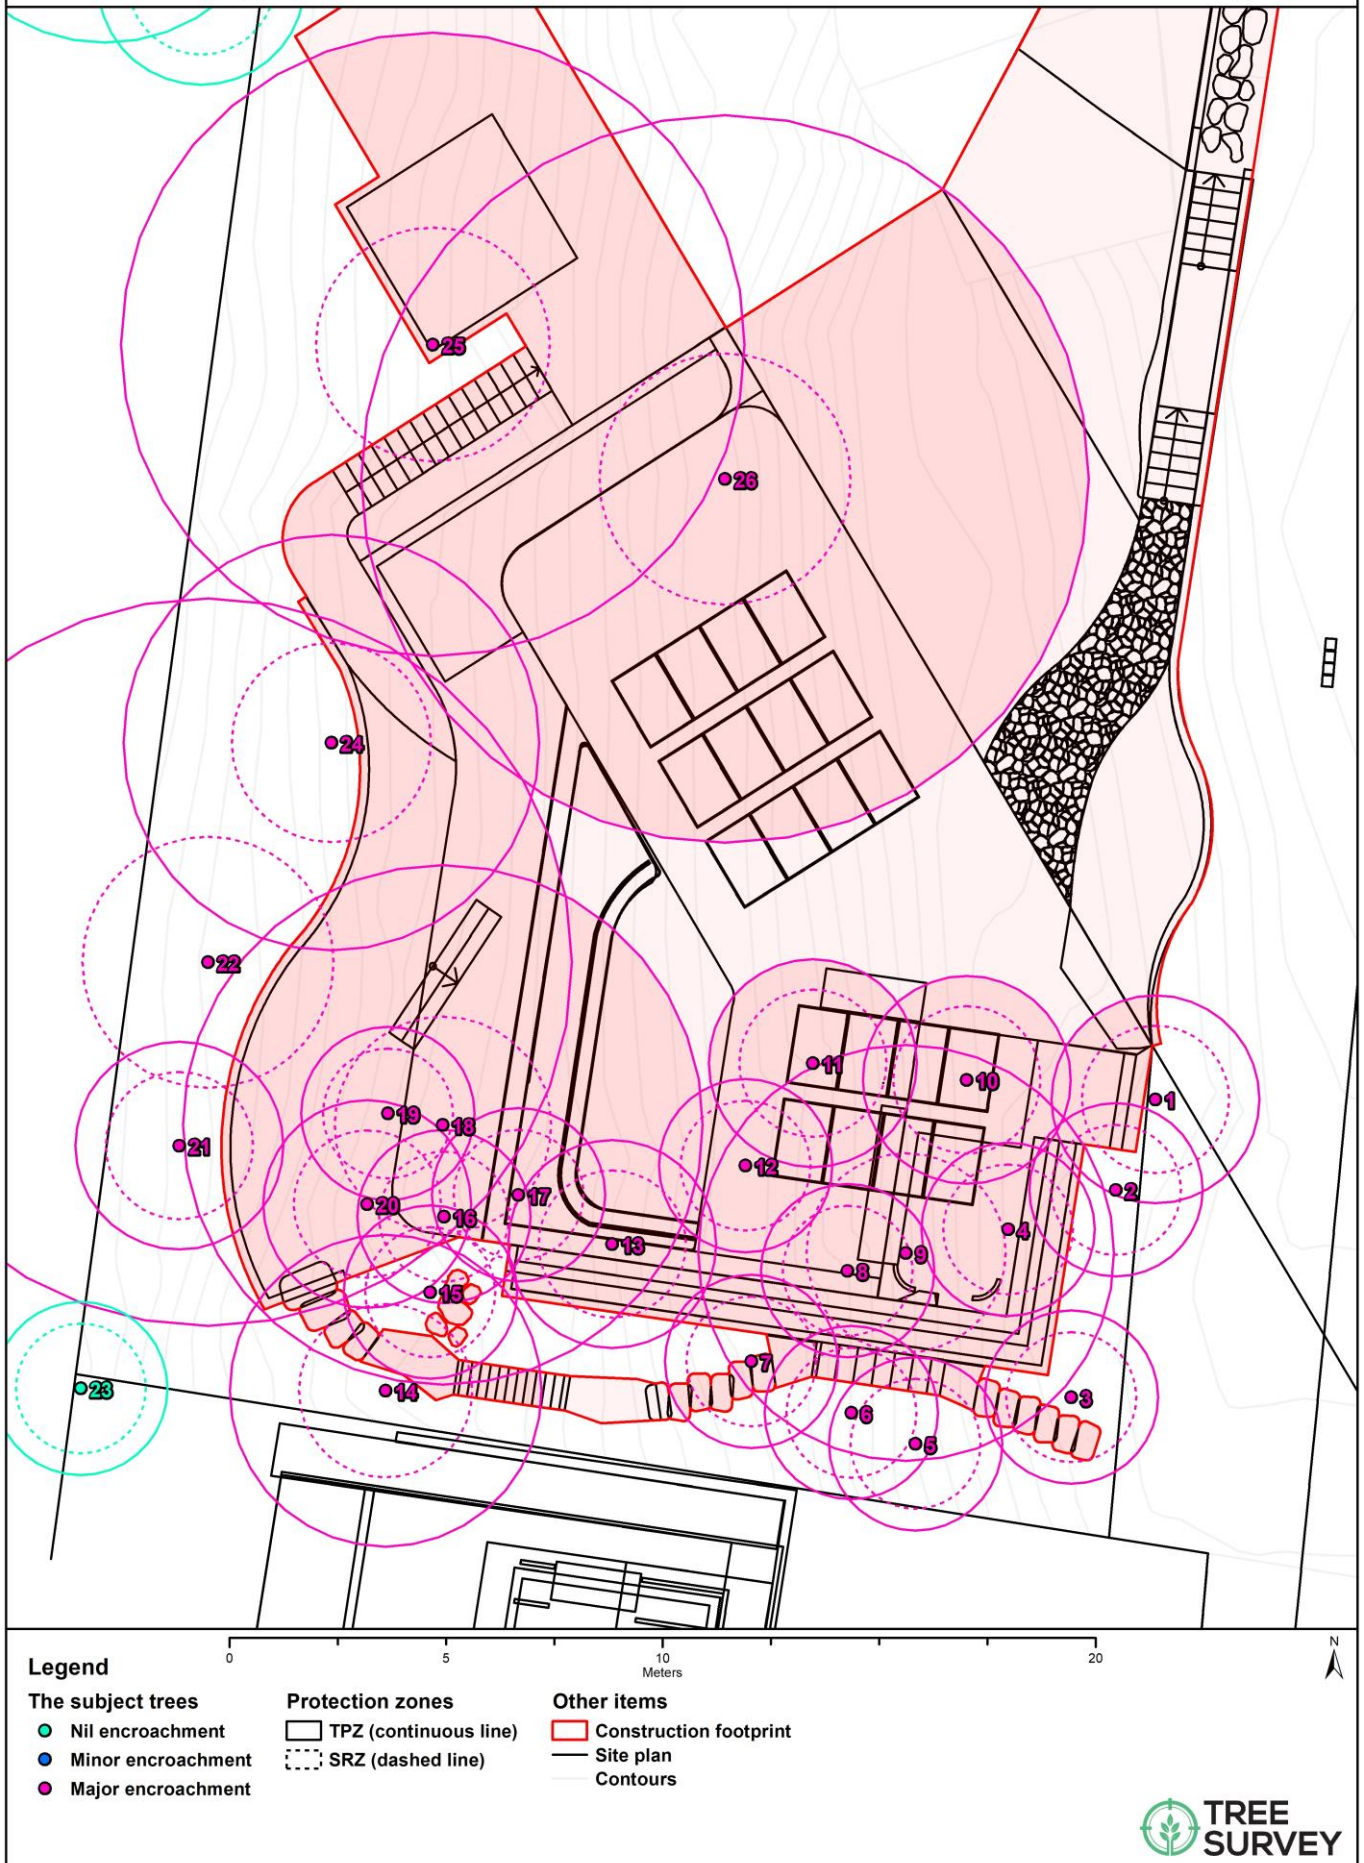 25
26
24
22
11
10
1
19
18
21
12
2
20
17
16
4
13
9
8
15
7
23
14
3
6
5
0 5 10 20
Meters
N
Legend
The subject trees
Nil encroachment
Minor encroachment
Major encroachment
Protection zones
TPZ (continuous line)
SRZ (dashed line)
Other items
Construction footprint
Site plan
Contours
TREE
SURVEY